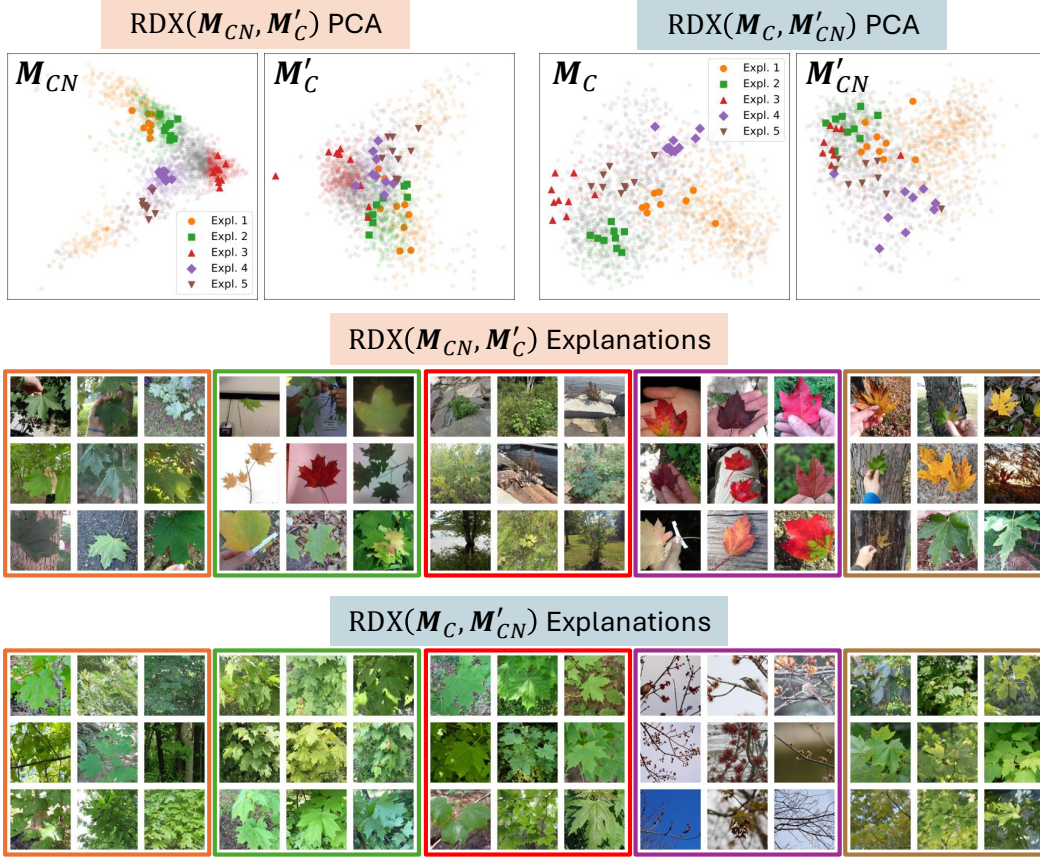 RDX(M_CN, M′_C) PCA
RDX(M_C, M′_CN) PCA
M_CN
Expl. 1
Expl. 2
Expl. 3
Expl. 4
Expl. 5
M′_C
M_C
Expl. 1
Expl. 2
Expl. 3
Expl. 4
Expl. 5
M′_CN
RDX(M_CN, M′_C) Explanations
RDX(M_C, M′_CN) Explanations